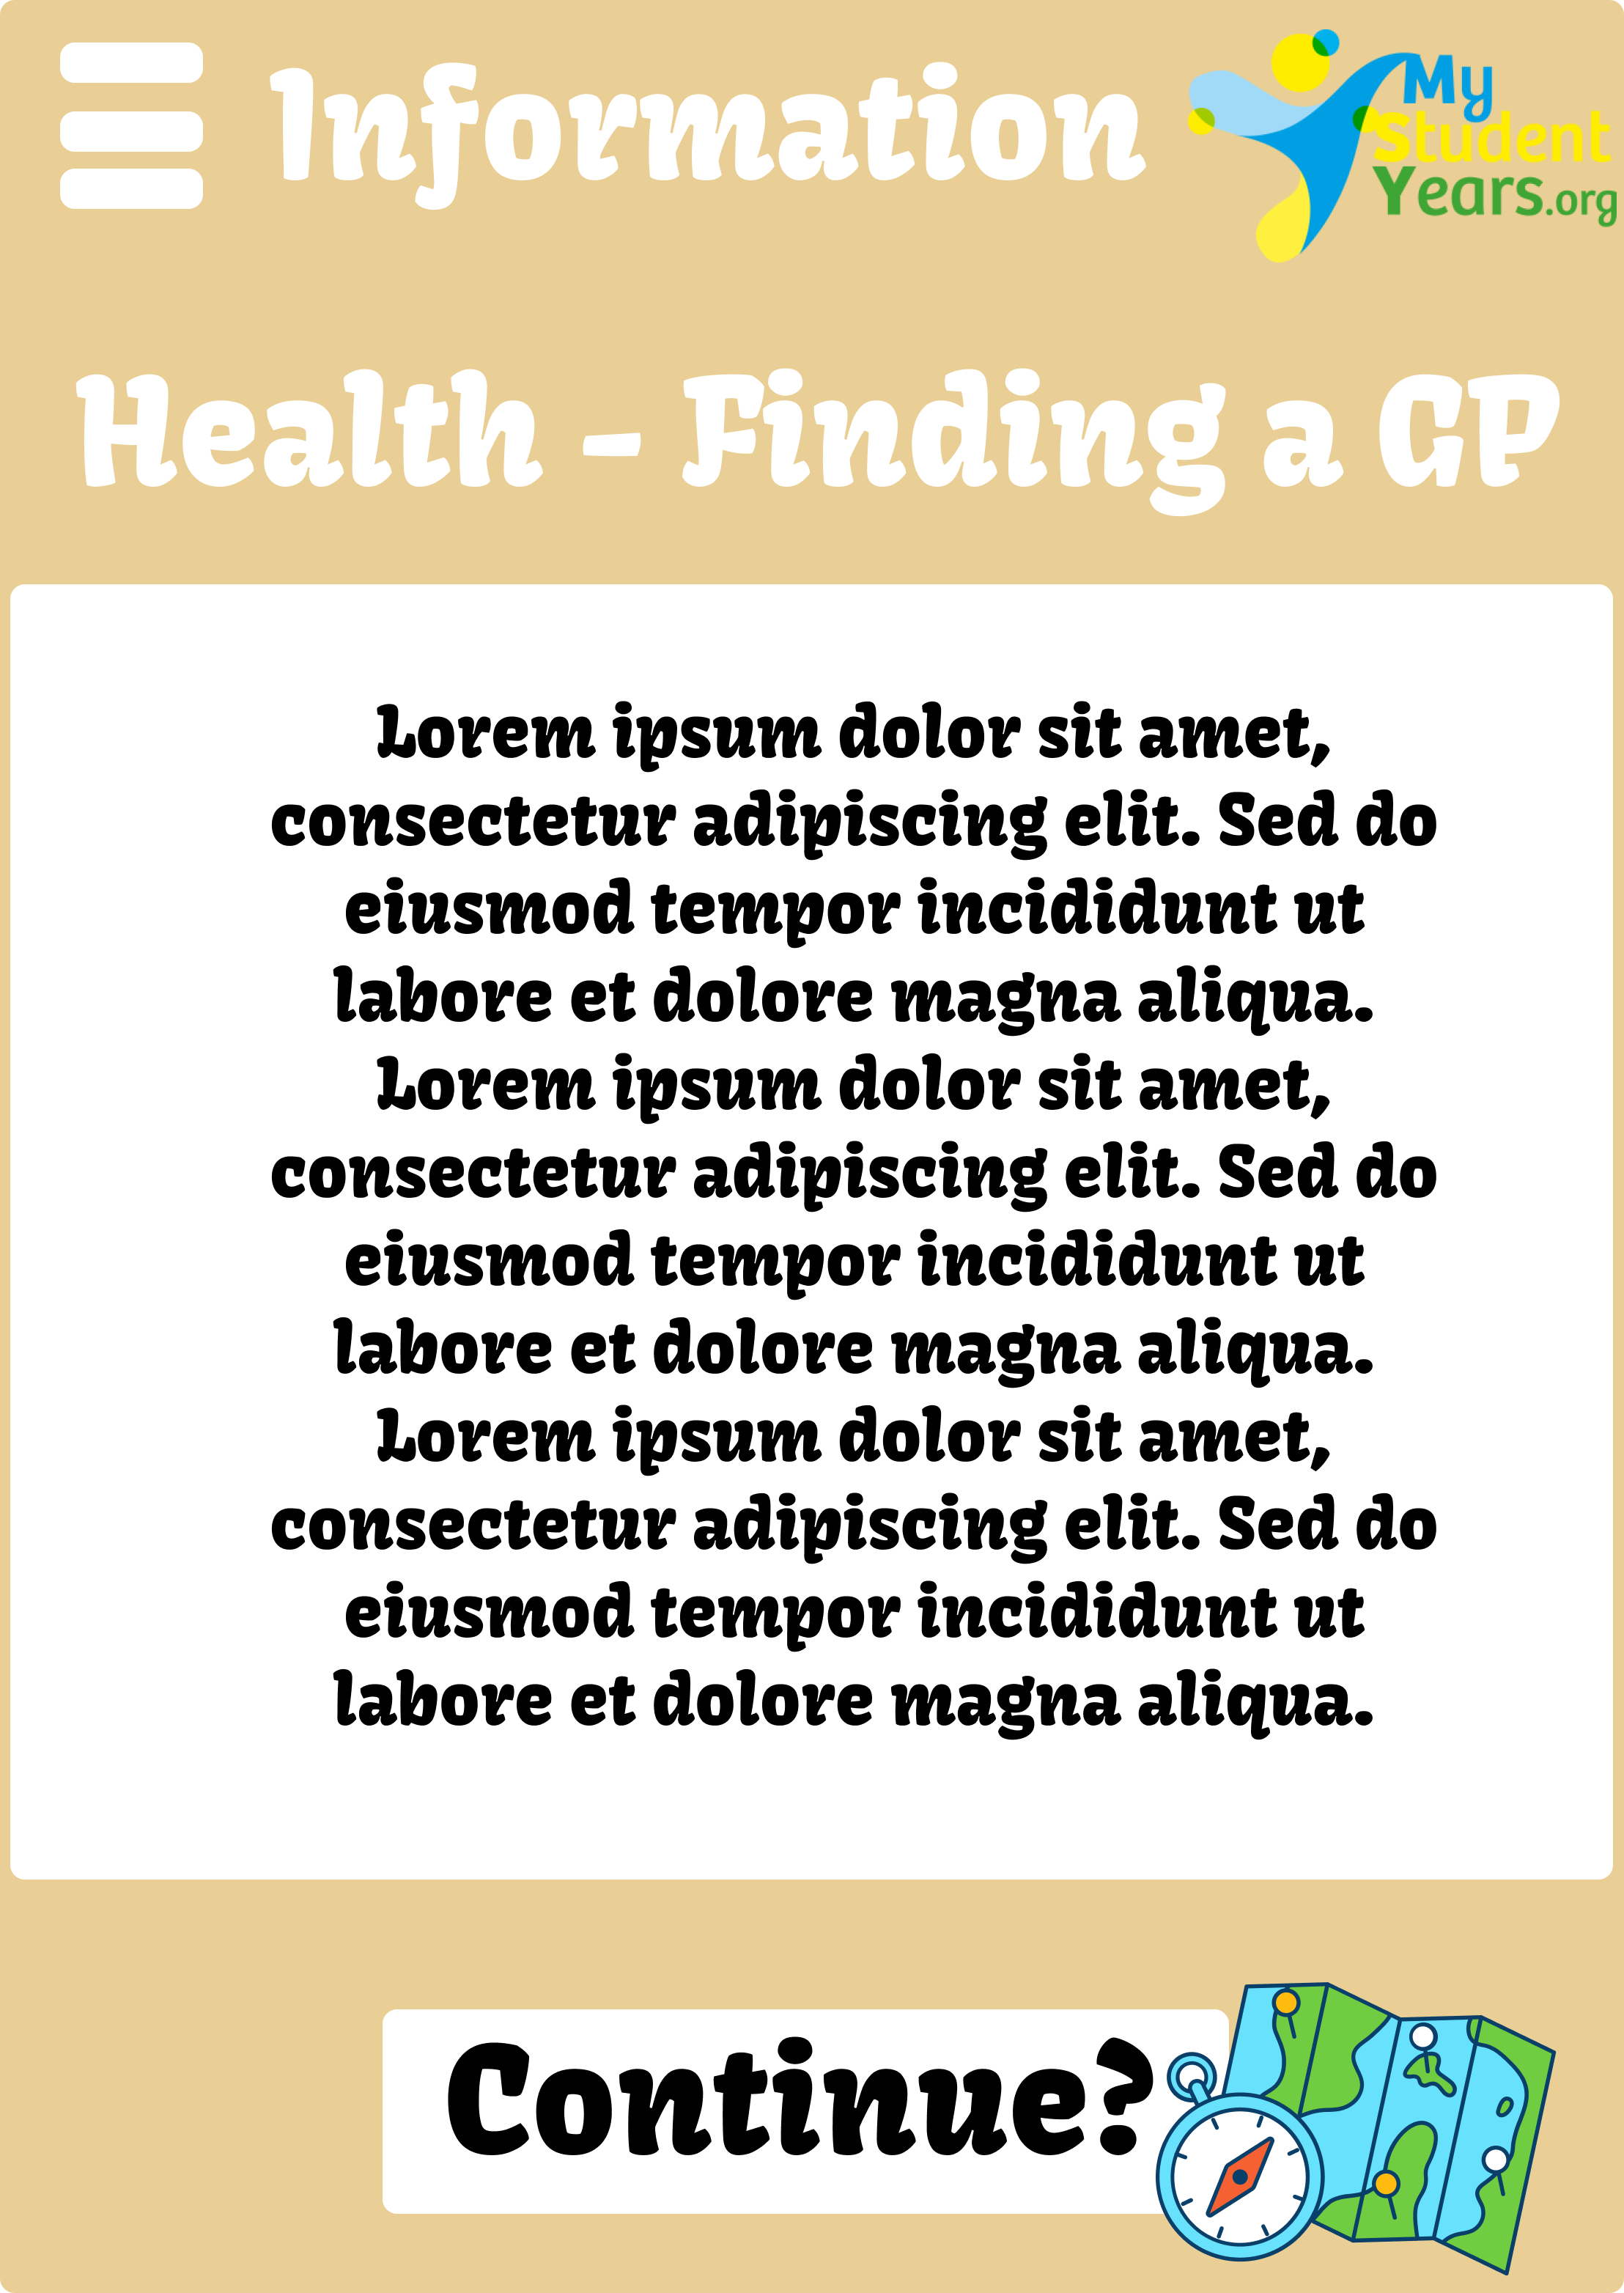 Information
My
Student
Years.org
Health - Finding a GP
Lorem ipsum dolor sit amet,
consectetur adipiscing elit. Sed do
eiusmod tempor incididunt ut
labore et dolore magna aliqua.
Lorem ipsum dolor sit amet,
consectetur adipiscing elit. Sed do
eiusmod tempor incididunt ut
labore et dolore magna aliqua.
Lorem ipsum dolor sit amet,
consectetur adipiscing elit. Sed do
eiusmod tempor incididunt ut
labore et dolore magna aliqua.
Continue?